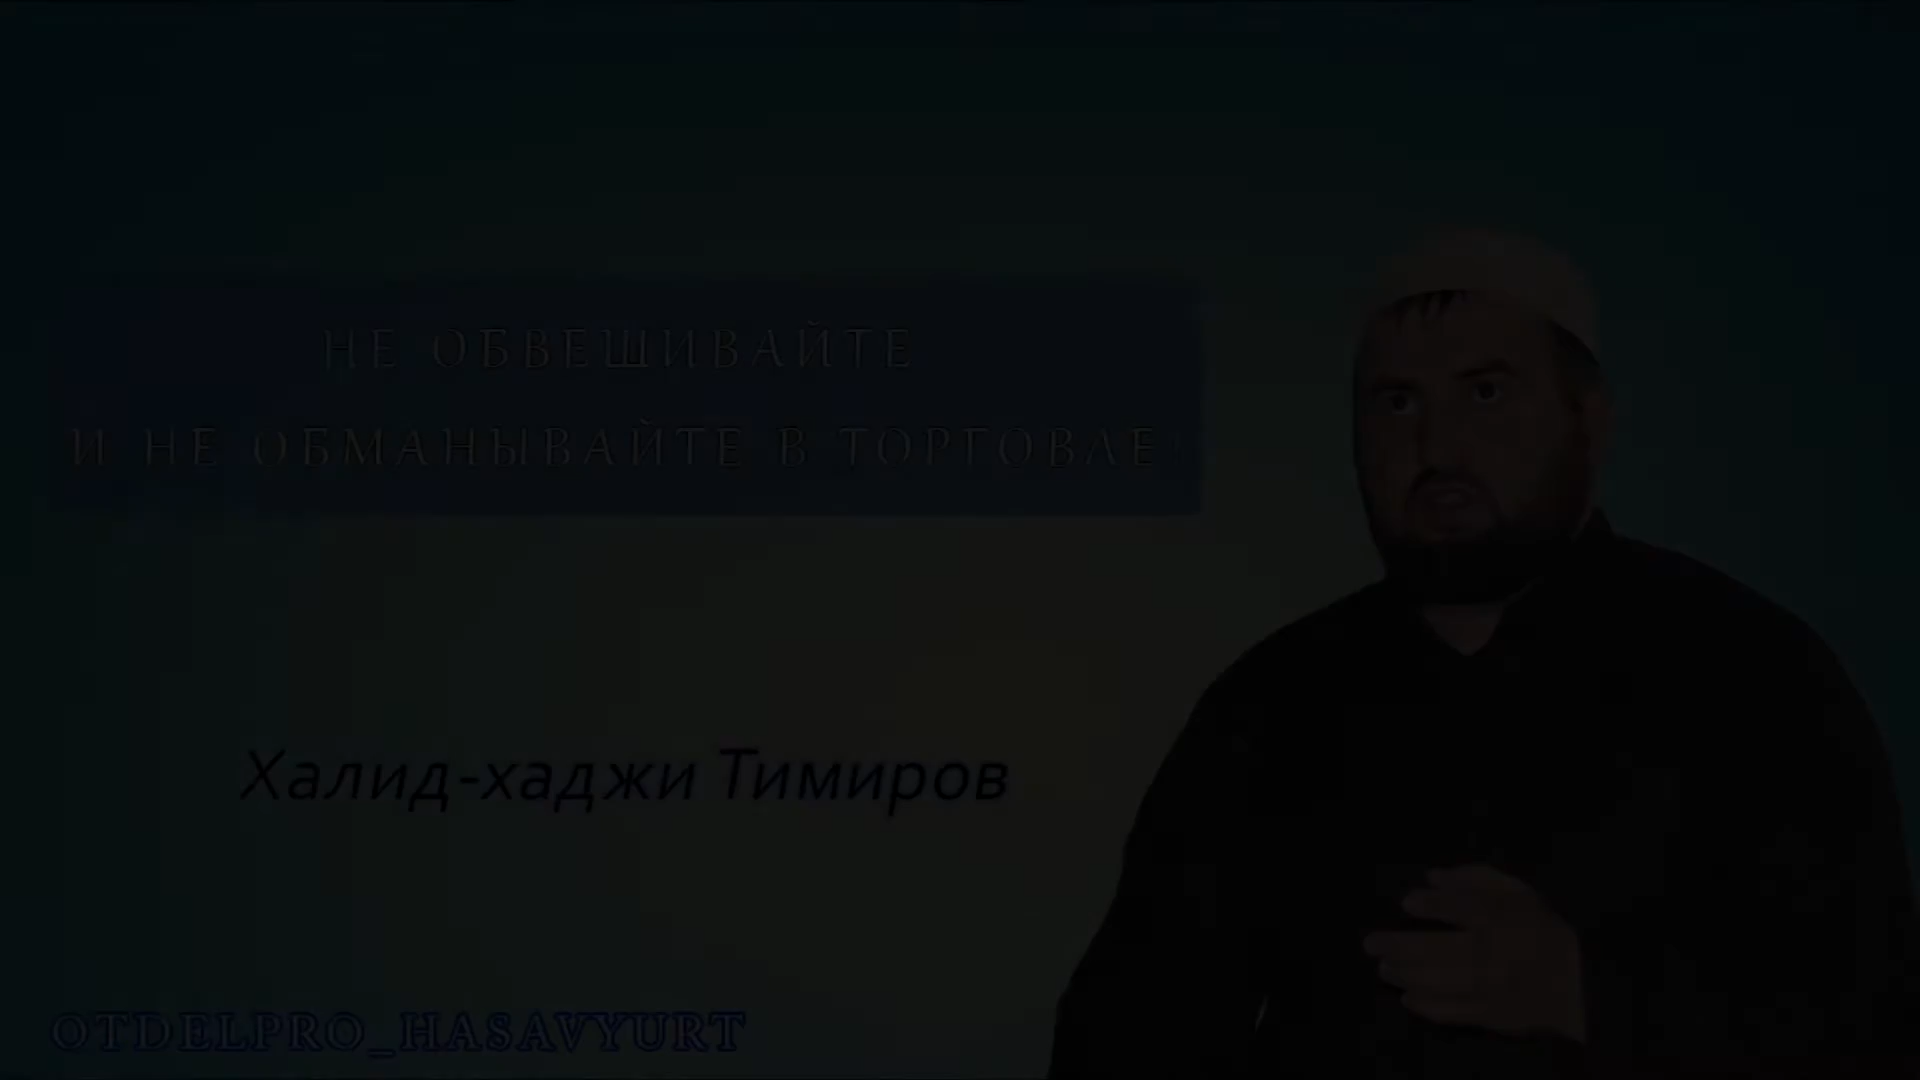 НЕ ОБВЕШИВАЙТЕ
И НЕ ОБМАНЫВАЙТЕ В ТОРГОВЛЕ!
Халид-хаджи Тимиров
OTDELPRO_HASAVYURT